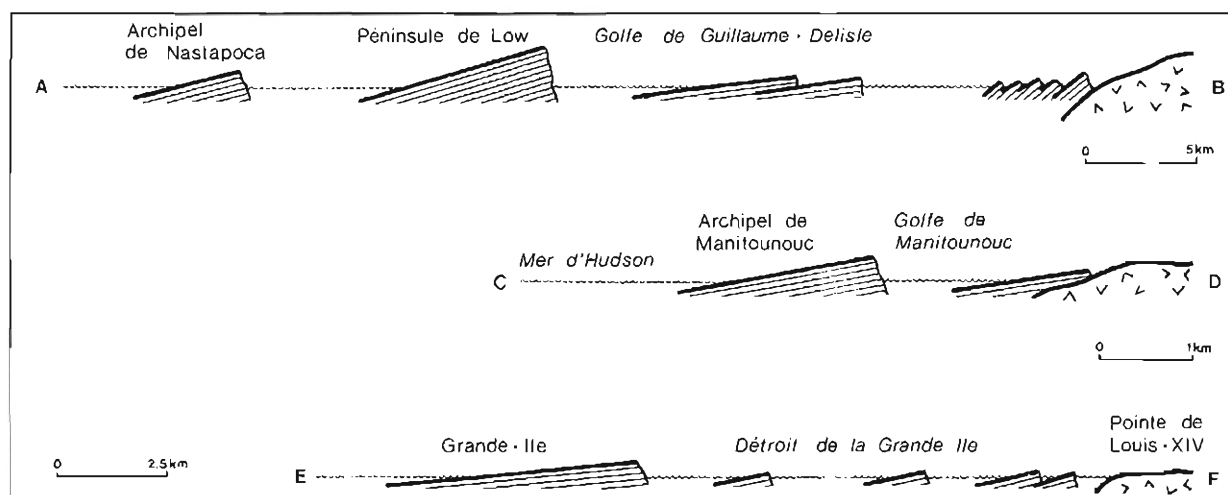 Archipel
de Nastapoca
Péninsule de Low
Golfe de Guillaume-Delisle
A
B
0 5km
Archipel de
Manitounouc
Golfe de
Manitounouc
Mer d'Hudson
C
D
0 1km
Grande-Ile
Détroit de la Grande Ile
Pointe de
Louis-XIV
0 2.5km
E
F